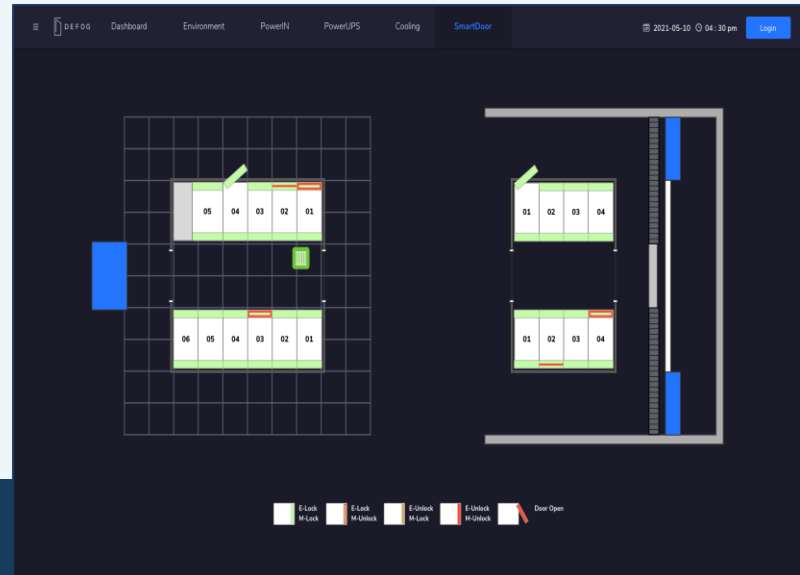 DEFOG Dashboard Environment PowerIN PowerUPS Cooling SmartDoor 2021-05-10 04:30 pm Login
05 04 03 02 01
01 02 03 04
06 05 04 03 02 01
01 02 03 04
E-Lock E-Lock E-Unlock E-Unlock Door Open
M-Lock M-Unlock M-Lock M-Unlock